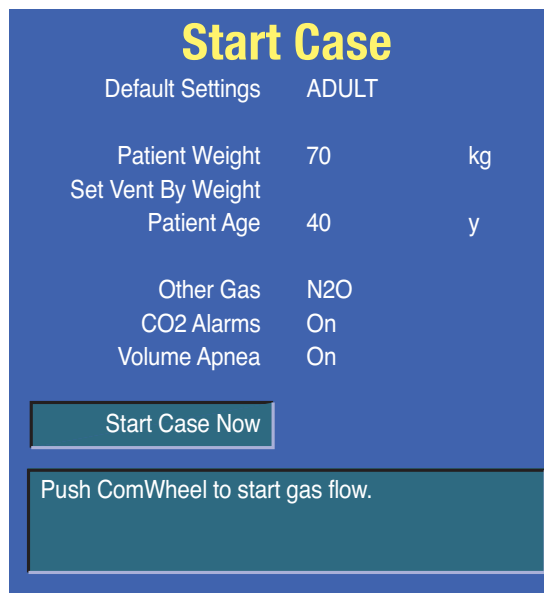 Start Case
Default Settings ADULT
Patient Weight 70 kg
Set Vent By Weight
Patient Age 40 y
Other Gas N2O
CO2 Alarms On
Volume Apnea On
Start Case Now
Push ComWheel to start gas flow.